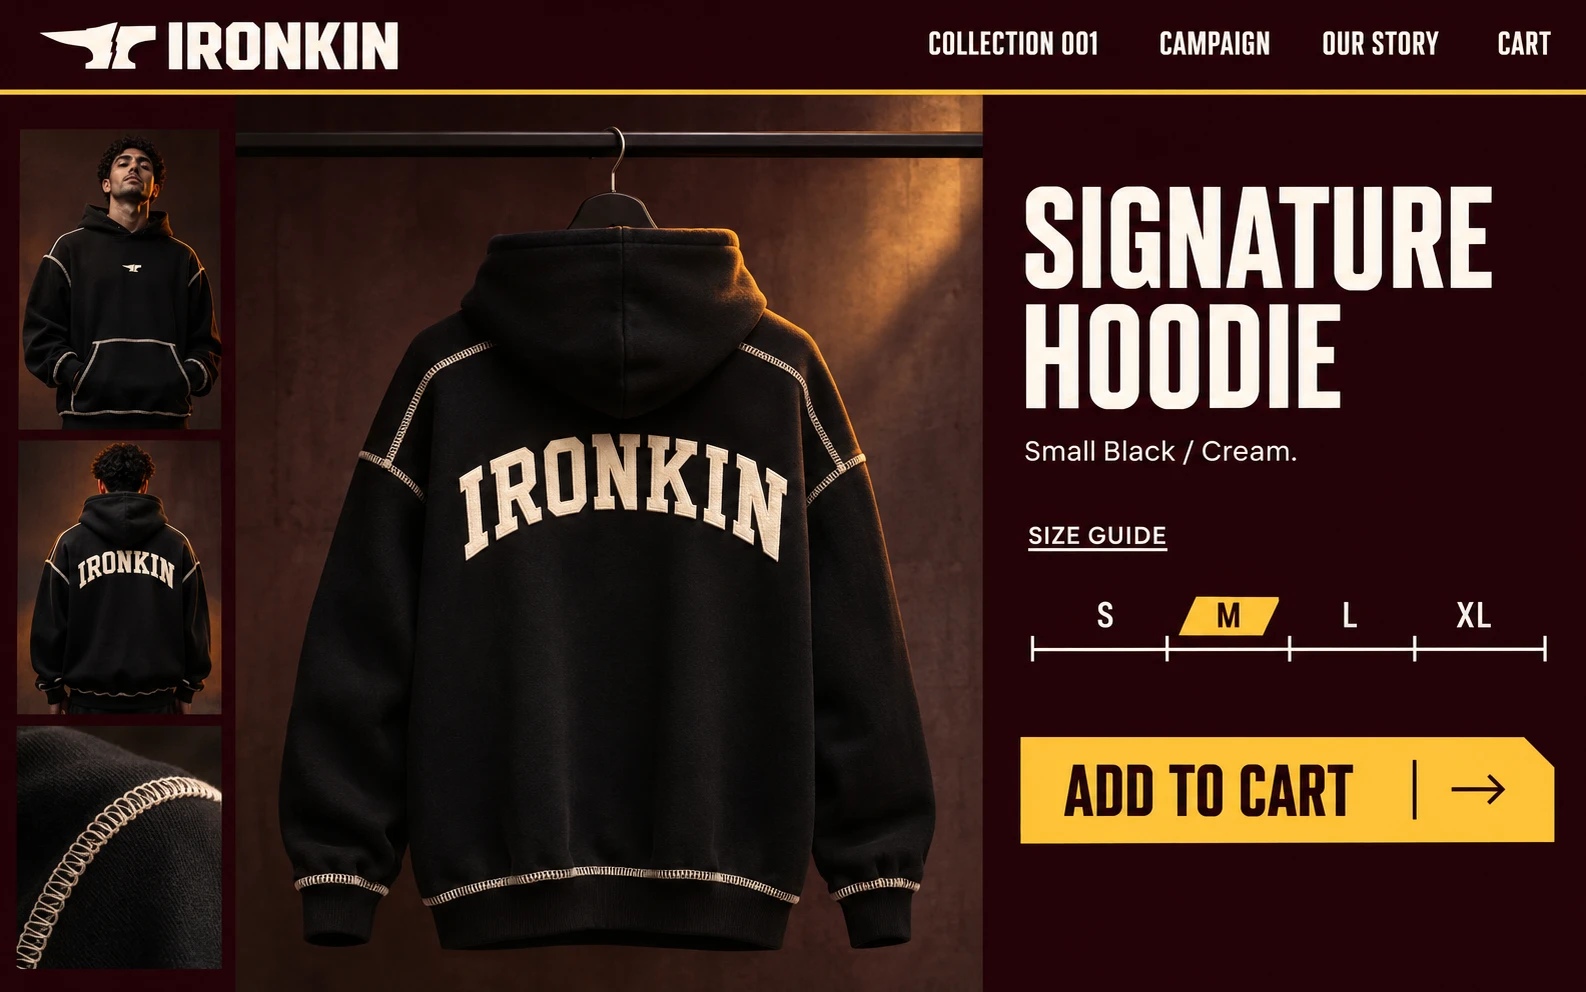 IRONKIN
COLLECTION 001
CAMPAIGN
OUR STORY
CART
IRONKIN
IRONKIN
SIGNATURE
HOODIE
Small Black / Cream.
SIZE GUIDE
S M L XL
ADD TO CART